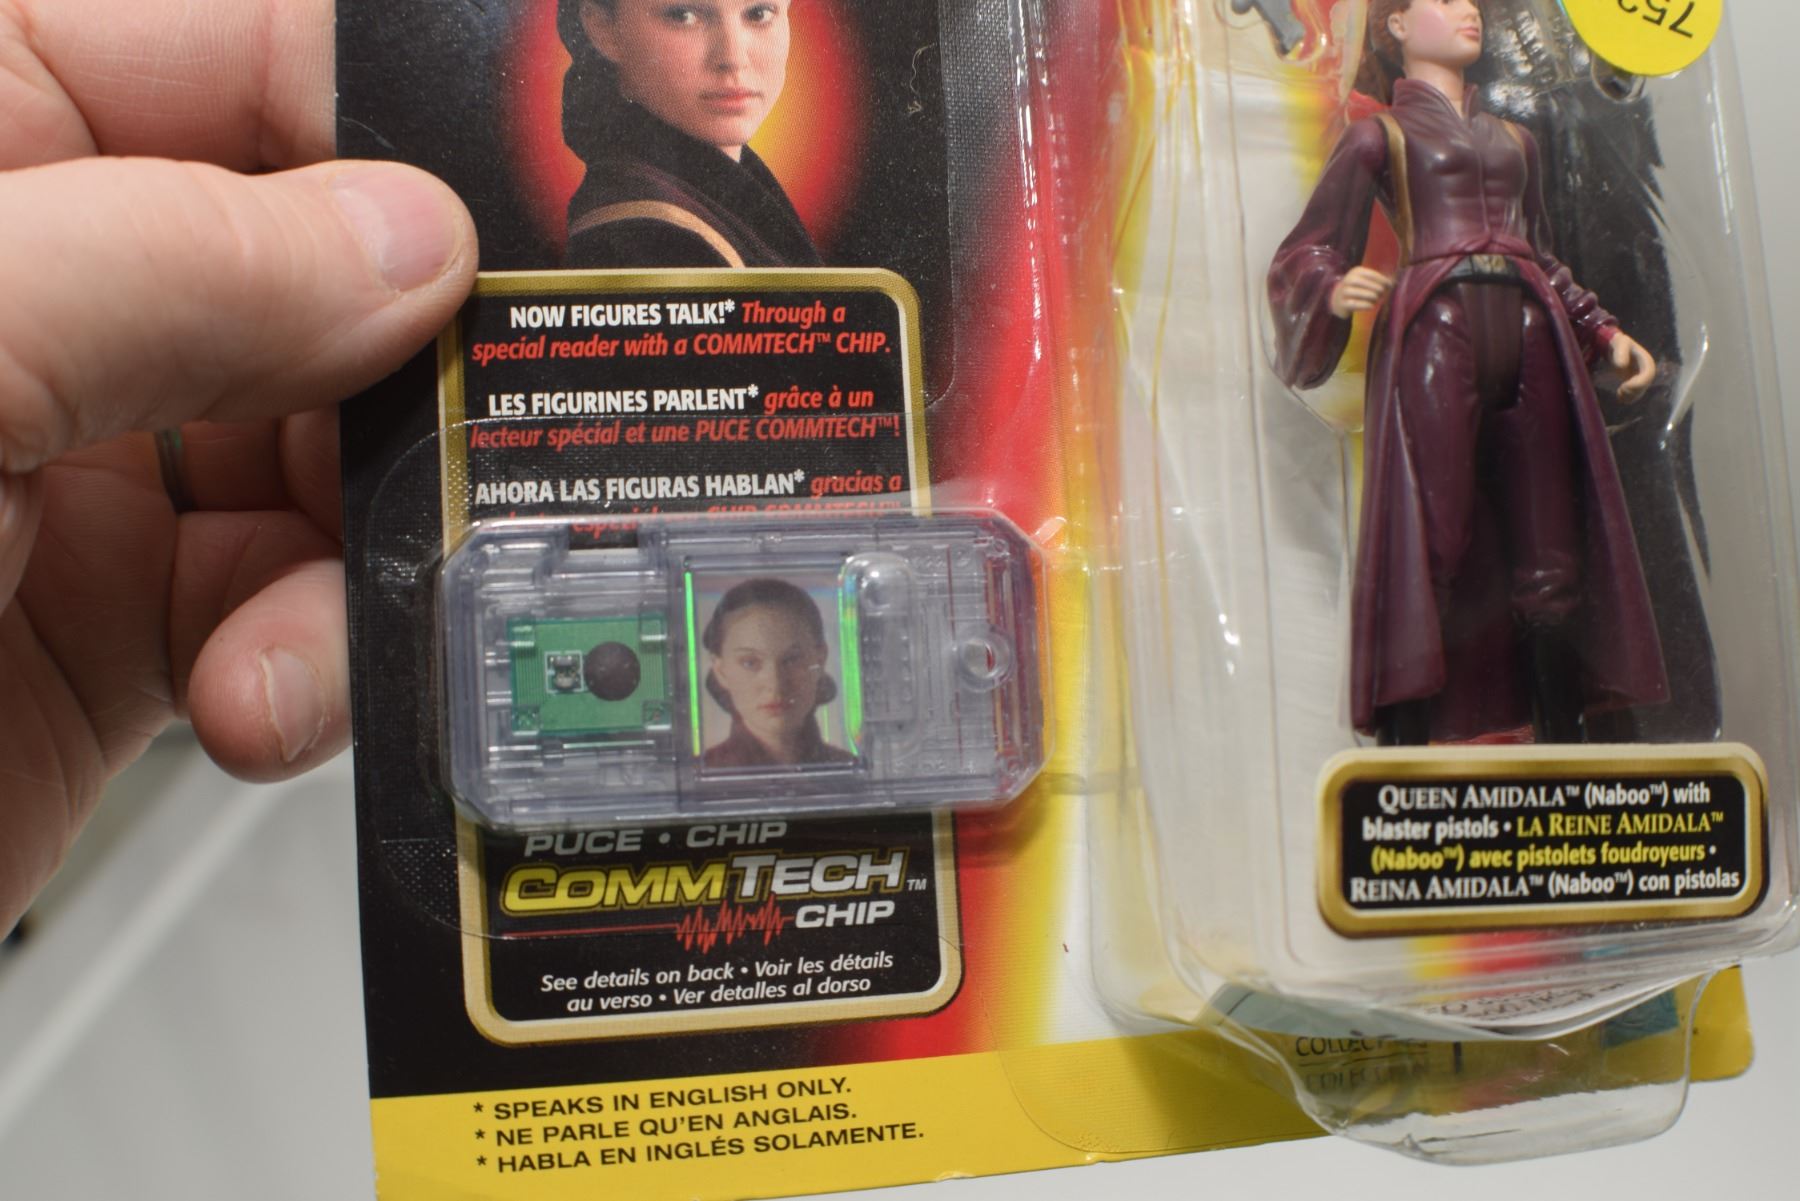 NOW FIGURES TALK!* Through a
special reader with a COMMTECH™ CHIP.
LES FIGURINES PARLENT* grâce à un
lecteur spécial et une PUCE COMMTECH™!
AHORA LAS FIGURAS HABLAN* gracias a
PUCE • CHIP
COMMTECH™
CHIP
See details on back • Voir les détails
au verso • Ver detalles al dorso
* SPEAKS IN ENGLISH ONLY.
* NE PARLE QU'EN ANGLAIS.
* HABLA EN INGLÉS SOLAMENTE.
QUEEN AMIDALA™ (Naboo™) with
blaster pistols • LA REINE AMIDALA™
(Naboo™) avec pistolets foudroyeurs •
REINA AMIDALA™ (Naboo™) con pistolas